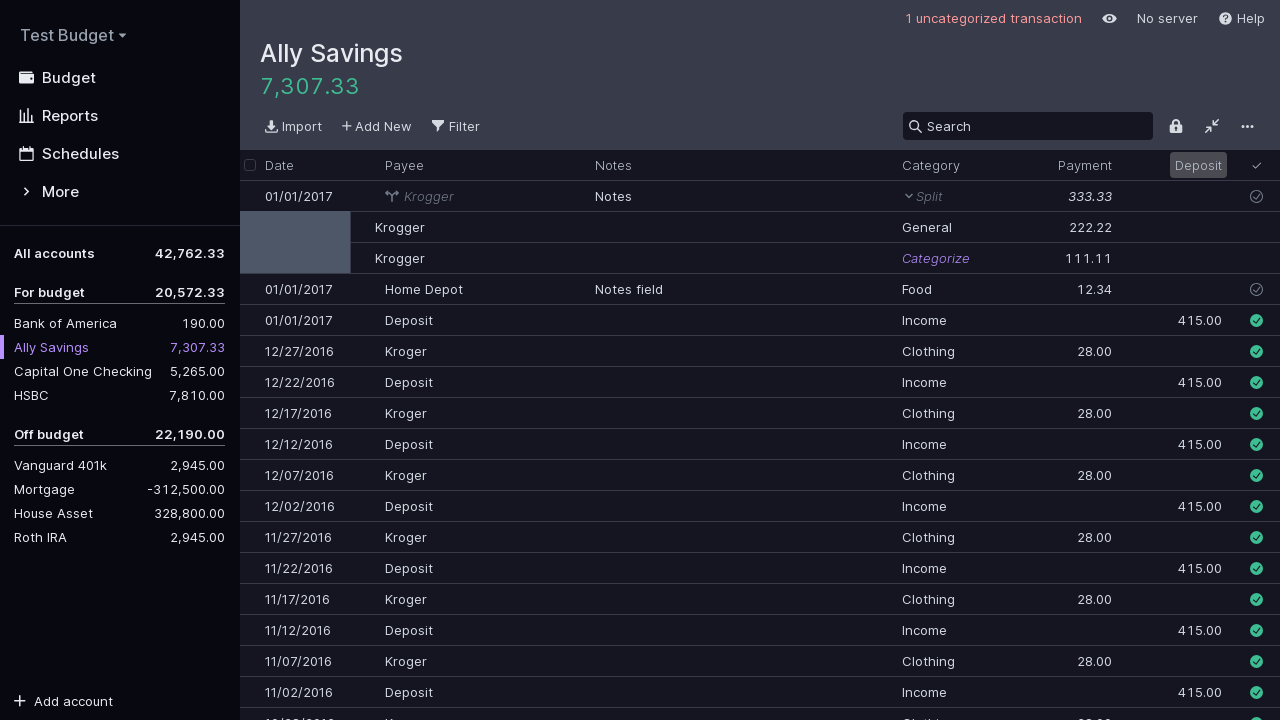 Test Budget
Budget
Reports
Schedules
More
All accounts 42,762.33
For budget 20,572.33
Bank of America 190.00
Ally Savings 7,307.33
Capital One Checking 5,265.00
HSBC 7,810.00
Off budget 22,190.00
Vanguard 401k 2,945.00
Mortgage -312,500.00
House Asset 328,800.00
Roth IRA 2,945.00
Add account
1 uncategorized transaction No server Help
Ally Savings
7,307.33
Import Add New Filter Search
Date Payee Notes Category Payment Deposit
01/01/2017 Krogger Notes Split 333.33
Krogger General 222.22
Krogger Categorize 111.11
01/01/2017 Home Depot Notes field Food 12.34
01/01/2017 Deposit Income 415.00
12/27/2016 Kroger Clothing 28.00
12/22/2016 Deposit Income 415.00
12/17/2016 Kroger Clothing 28.00
12/12/2016 Deposit Income 415.00
12/07/2016 Kroger Clothing 28.00
12/02/2016 Deposit Income 415.00
11/27/2016 Kroger Clothing 28.00
11/22/2016 Deposit Income 415.00
11/17/2016 Kroger Clothing 28.00
11/12/2016 Deposit Income 415.00
11/07/2016 Kroger Clothing 28.00
11/02/2016 Deposit Income 415.00